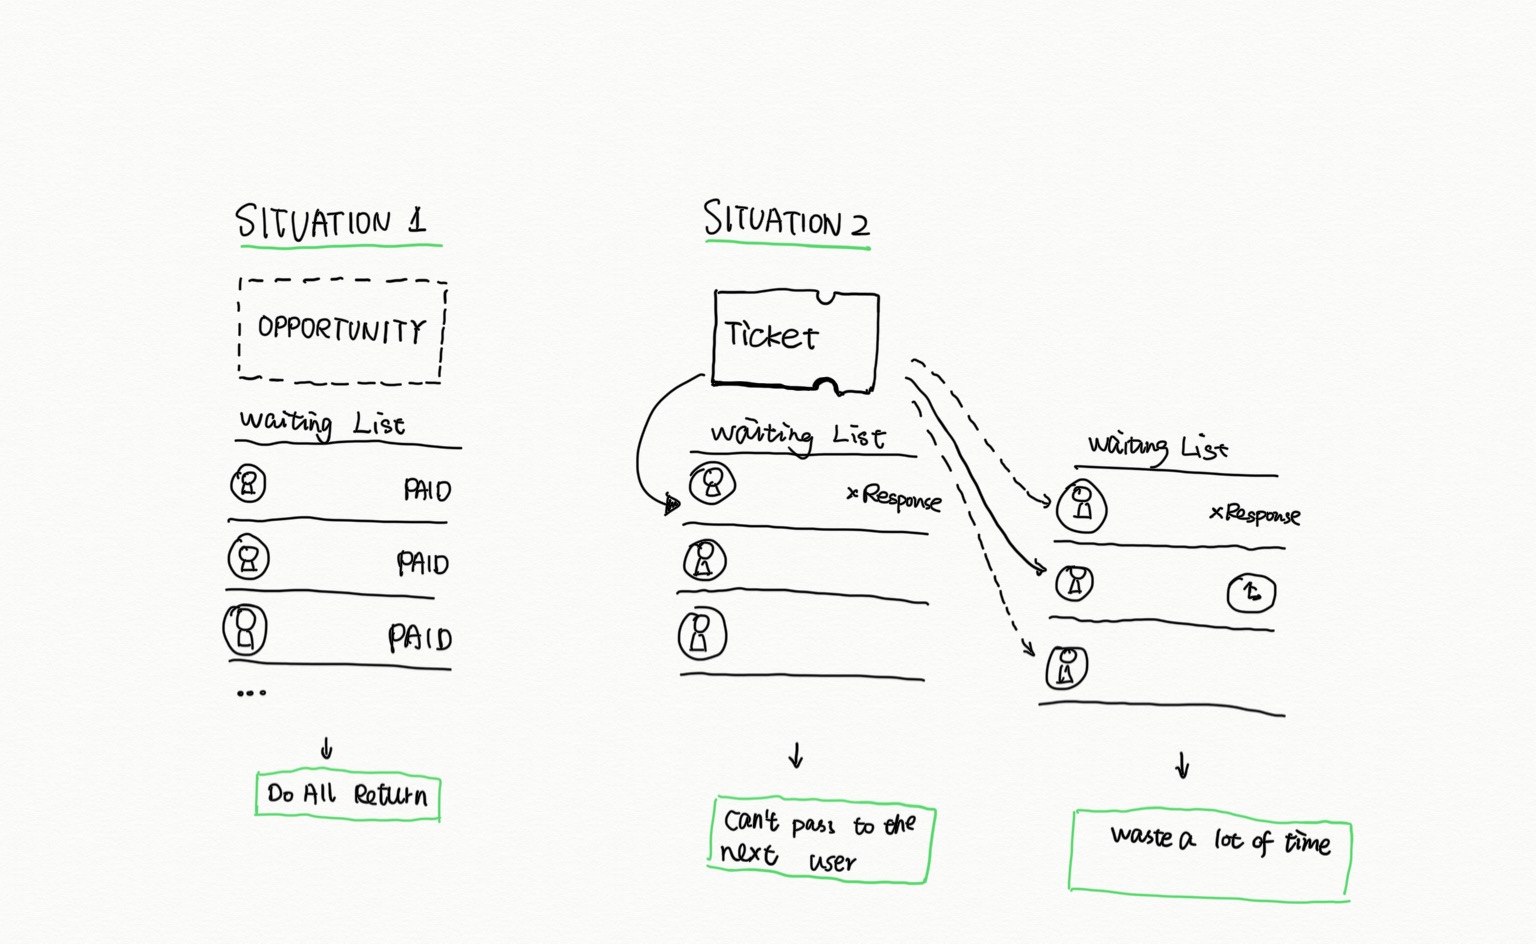 SITUATION 1
OPPORTUNITY
Waiting List
PAID
PAID
PAID
...
Do All Return
SITUATION 2
Ticket
Waiting List
×Response
Can't pass to the
next user
Waiting List
×Response
waste a lot of time